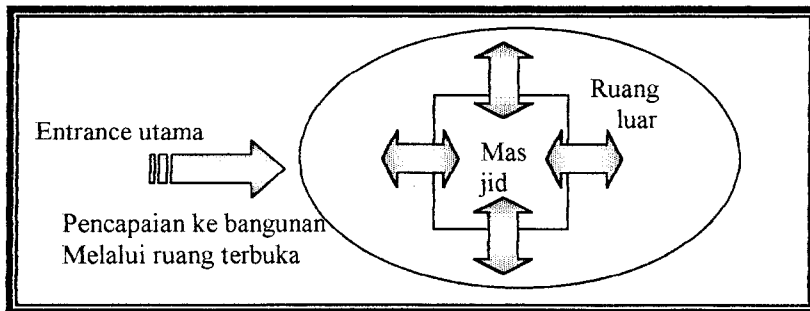 Entrance utama
Pencapaian ke bangunan
Melalui ruang terbuka
Mas
jid
Ruang
luar